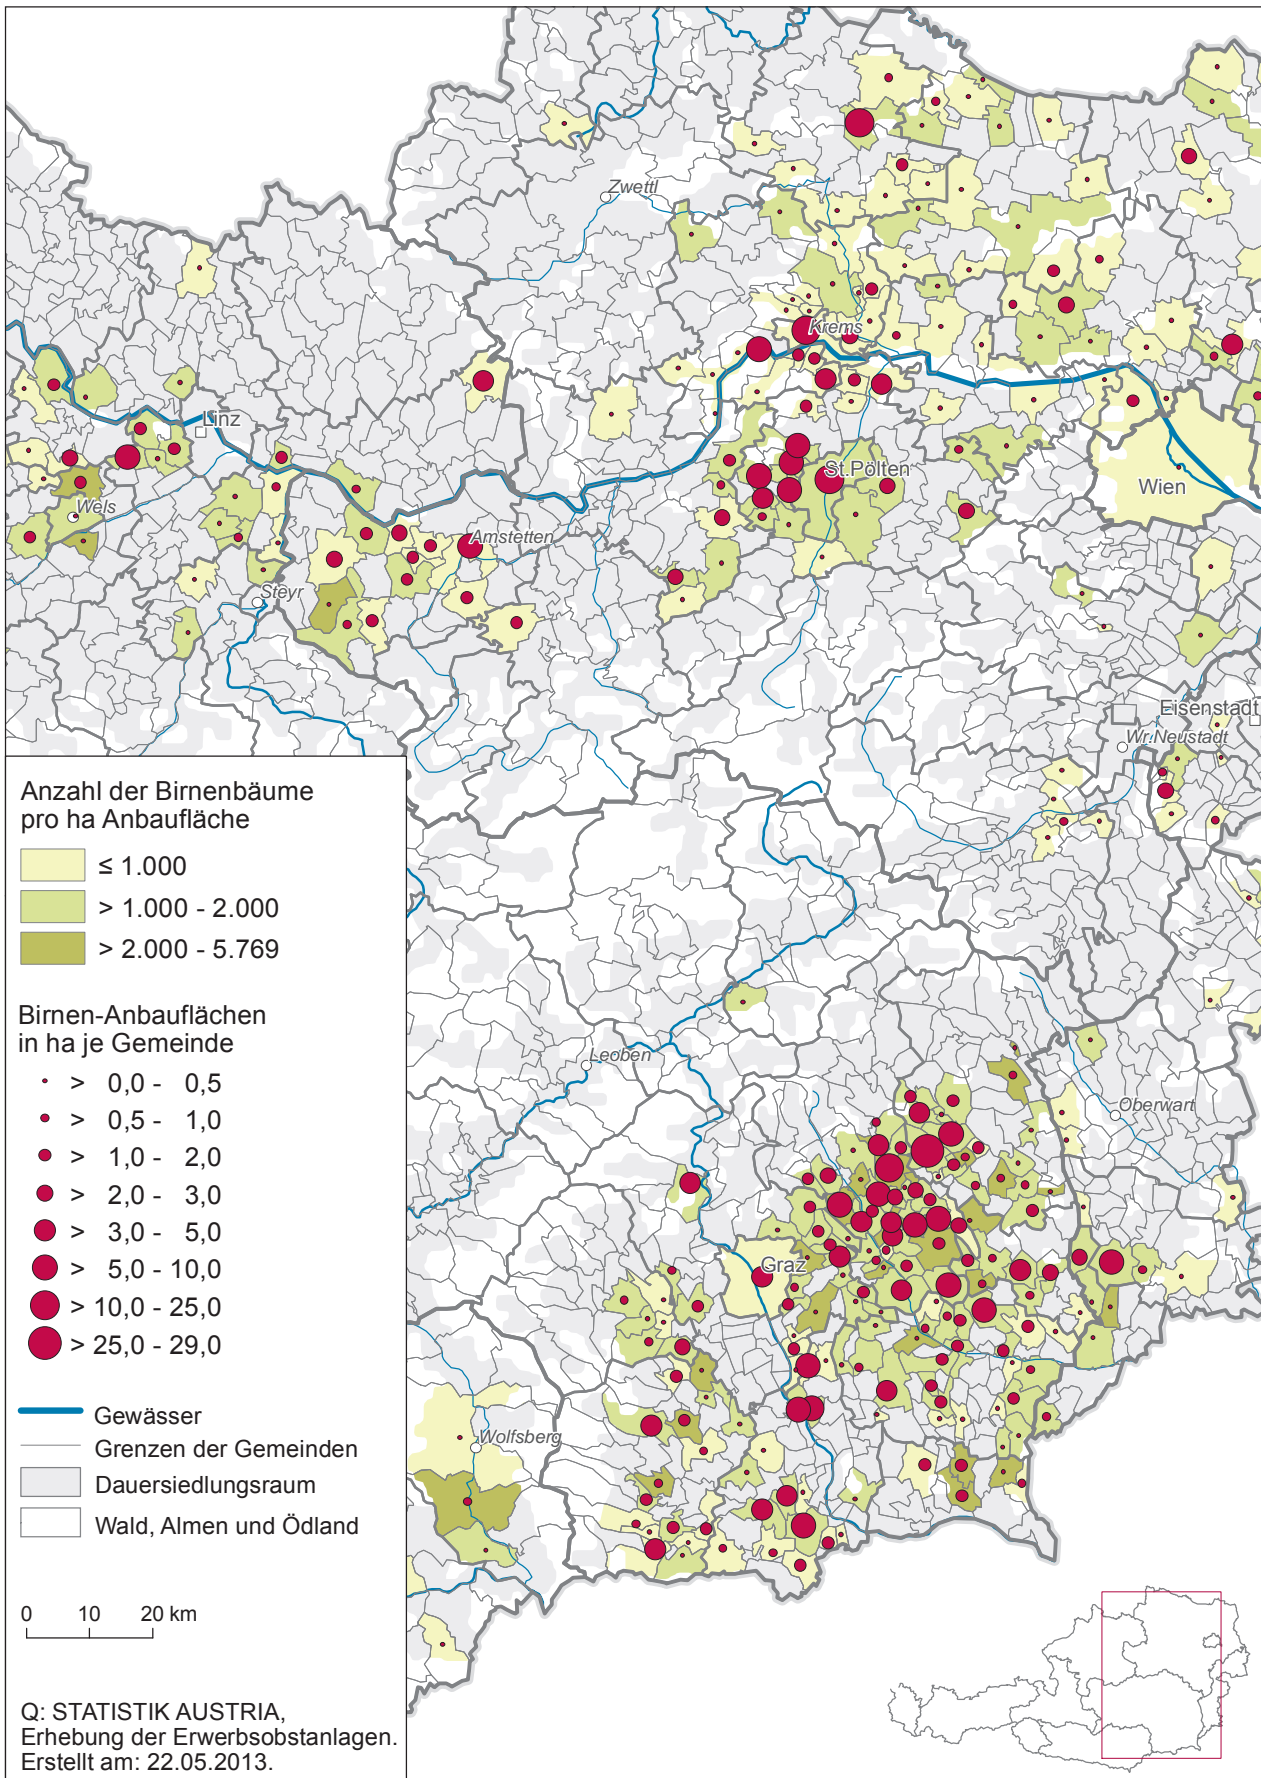 Zwettl
Krems
Linz
St.Pölten
Wien
Wels
Amstetten
Steyr
Eisenstadt
Wr.Neustadt
Anzahl der Birnenbäume
pro ha Anbaufläche
≤ 1.000
> 1.000 - 2.000
> 2.000 - 5.769
Birnen-Anbauflächen
in ha je Gemeinde
> 0,0 - 0,5
> 0,5 - 1,0
> 1,0 - 2,0
> 2,0 - 3,0
> 3,0 - 5,0
> 5,0 - 10,0
> 10,0 - 25,0
> 25,0 - 29,0
Leoben
Oberwart
Graz
Wolfsberg
Gewässer
Grenzen der Gemeinden
Dauersiedlungsraum
Wald, Almen und Ödland
0 10 20 km
Q: STATISTIK AUSTRIA,
Erhebung der Erwerbsobstanlagen.
Erstellt am: 22.05.2013.